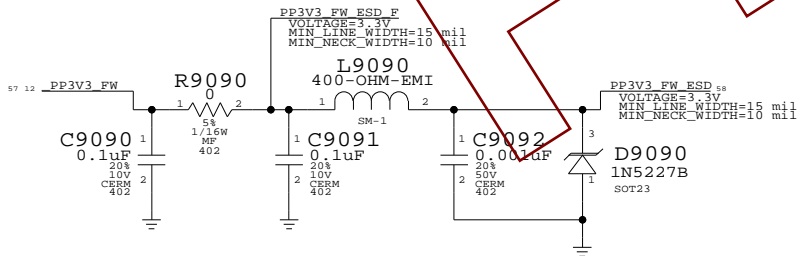 PP3V3_FW_ESD_F
VOLTAGE=3.3V
MIN_LINE_WIDTH=15 mil
MIN_NECK_WIDTH=10 mil
57 12 PP3V3_FW
R9090
0
1 2
5%
1/16W
MF
402
L9090
400-OHM-EMI
1 2
SM-1
PP3V3_FW_ESD 58
VOLTAGE=3.3V
MIN_LINE_WIDTH=15 mil
MIN_NECK_WIDTH=10 mil
C9090 1
0.1uF
20%
10V
CERM
402
2
1 C9091
0.1uF
20%
10V
CERM
402
2
1 C9092
0.001uF
20%
50V
CERM
402
2
3
D9090
1N5227B
SOT23
1